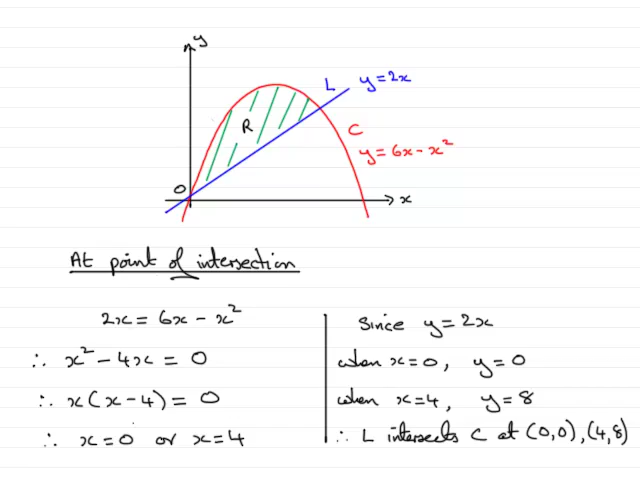 y
L y=2x
R
C
y = 6x - x²
O
x
At point of intersection
2x = 6x - x²
∴ x² - 4x = 0
∴ x(x-4) = 0
∴ x=0 or x=4
Since y=2x
when x=0, y=0
when x=4, y=8
∴ L intersects C at (0,0),(4,8)